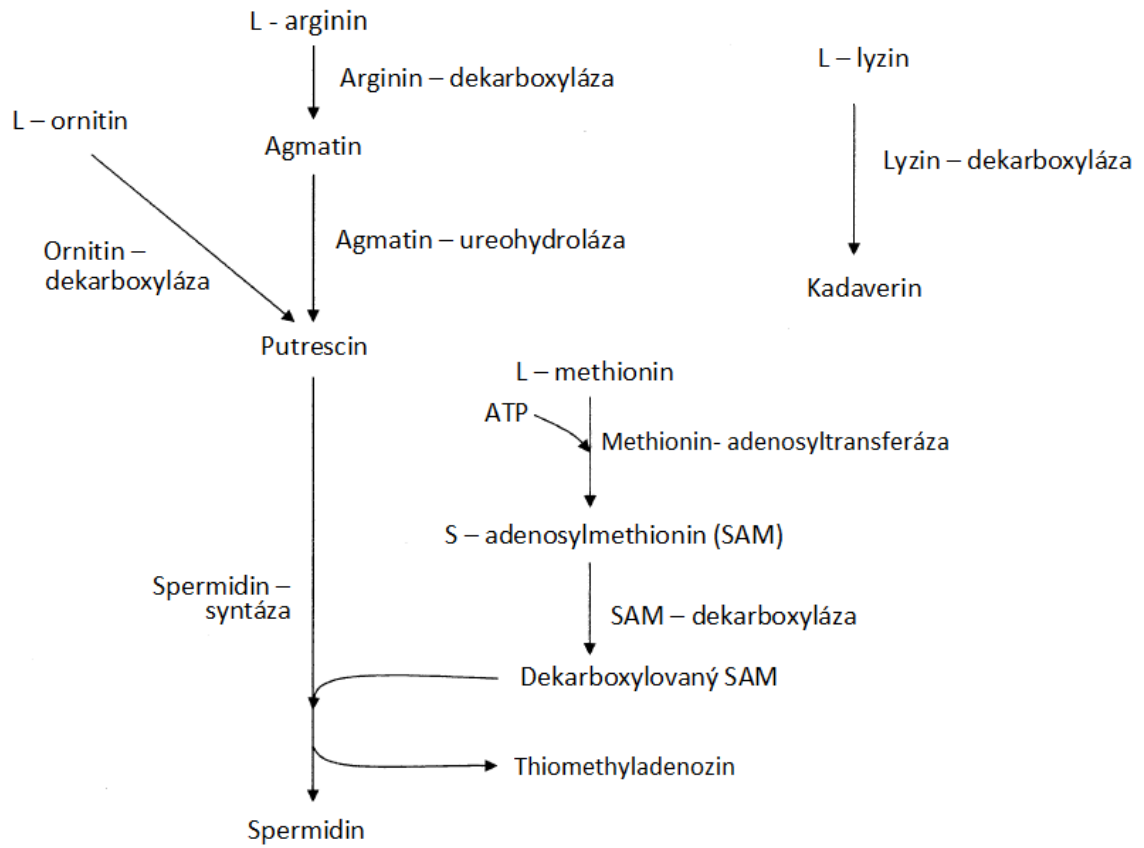 L - arginin
L – lyzin
Arginin – dekarboxyláza
L – ornitin
Agmatin
Lyzin – dekarboxyláza
Agmatin – ureohydroláza
Ornitin –
dekarboxyláza
Kadaverin
Putrescin
L – methionin
ATP
Methionin- adenosyltransferáza
S – adenosylmethionin (SAM)
Spermidin –
syntáza
SAM – dekarboxyláza
Dekarboxylovaný SAM
Thiomethyladenozin
Spermidin